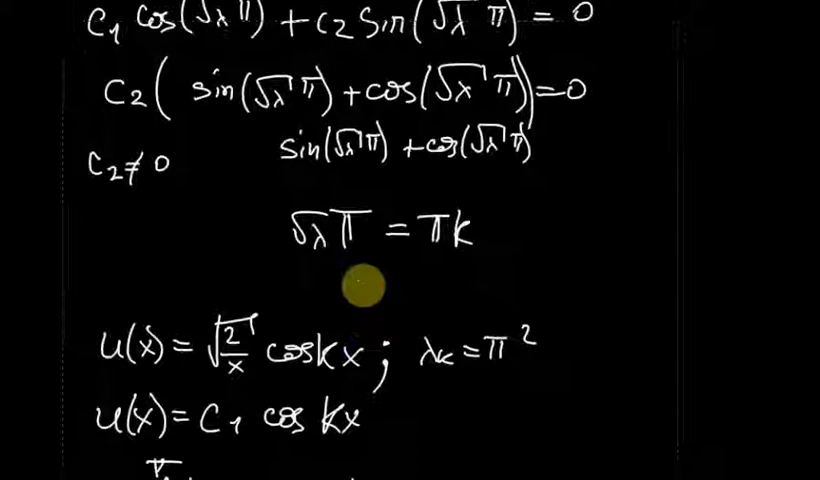 C1 cos(√λ π) + C2 sin(√λ π) = 0
C2( sin(√λ π) + cos(√λ π)) = 0
sin(√λ π) + cos(√λ π)
C2 ≠ 0
√λ π = πk
u(x) = √(2/x) cos kx ; λk = π²
u(x) = C1 cos kx
π